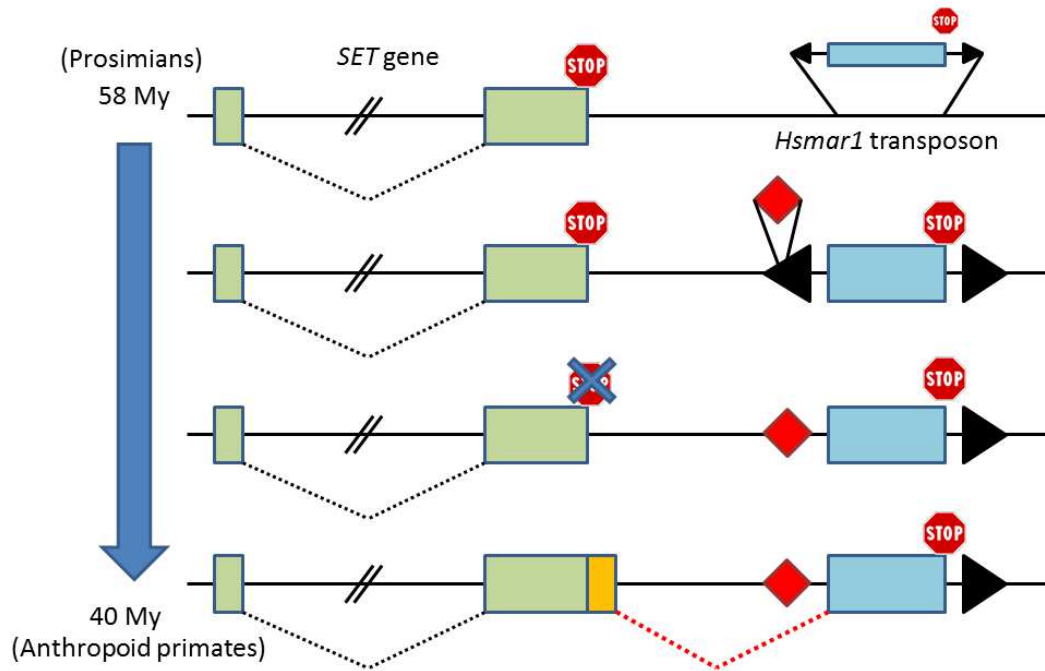 (Prosimians)
58 My
SET gene
STOP
STOP
Hsmar1 transposon
STOP
STOP
STOP
STOP
40 My
(Anthropoid primates)
STOP